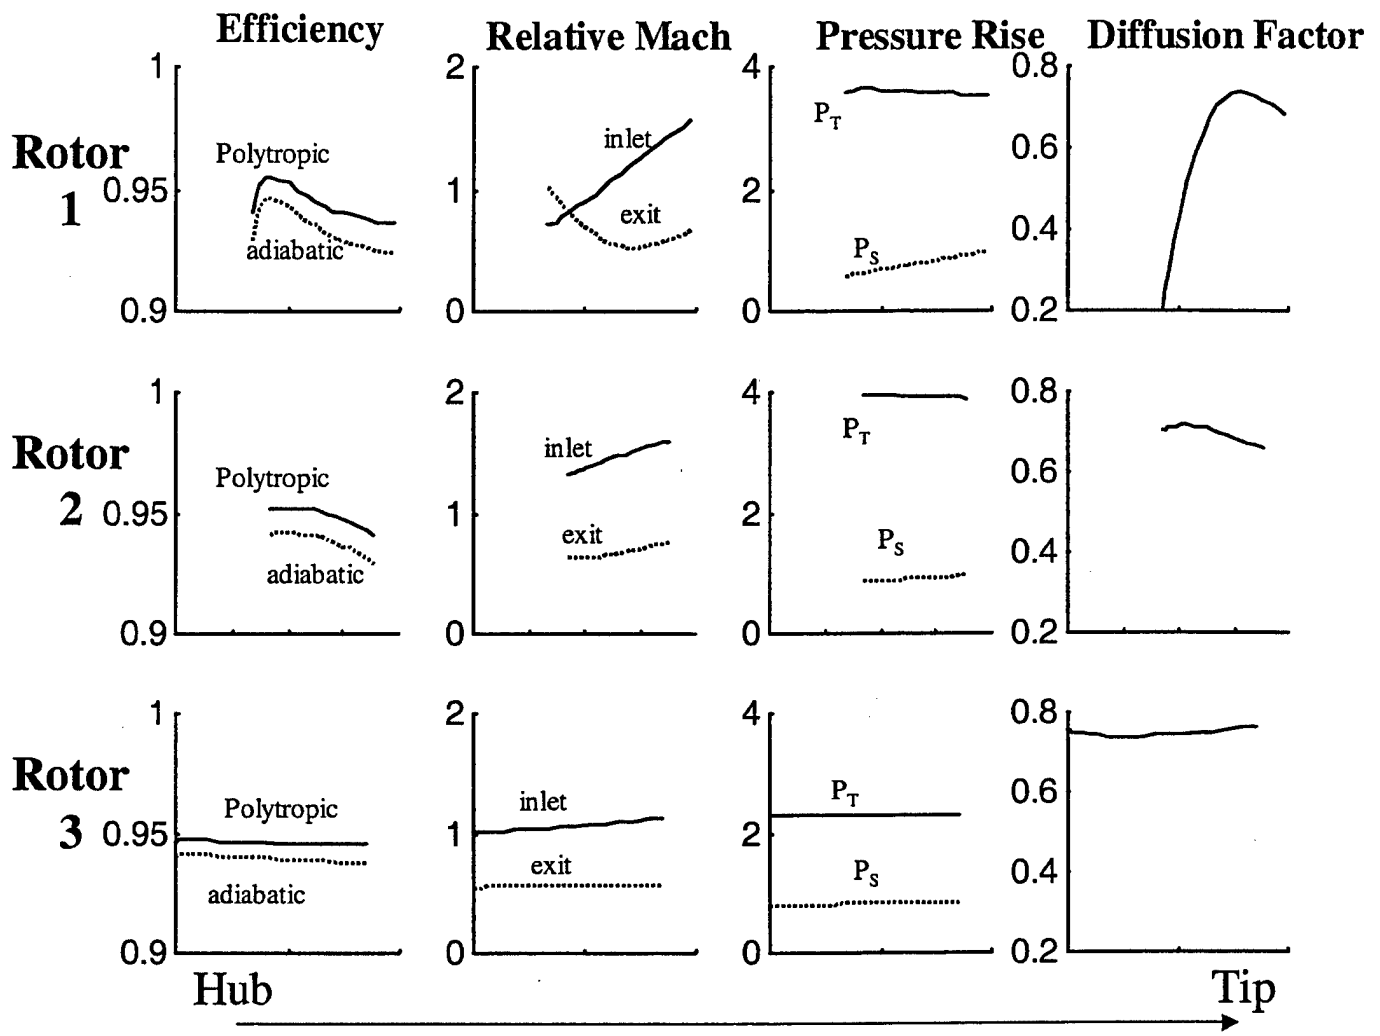 Efficiency Relative Mach Pressure Rise Diffusion Factor
Rotor 1
1 0.95 0.9
Polytropic
adiabatic
2 1 0
inlet
exit
4 2 0
P_T
P_S
0.8 0.6 0.4 0.2
Rotor 2
1 0.95 0.9
Polytropic
adiabatic
2 1 0
inlet
exit
4 2 0
P_T
P_S
0.8 0.6 0.4 0.2
Rotor 3
1 0.95 0.9
Polytropic
adiabatic
2 1 0
inlet
exit
4 2 0
P_T
P_S
0.8 0.6 0.4 0.2
Hub Tip